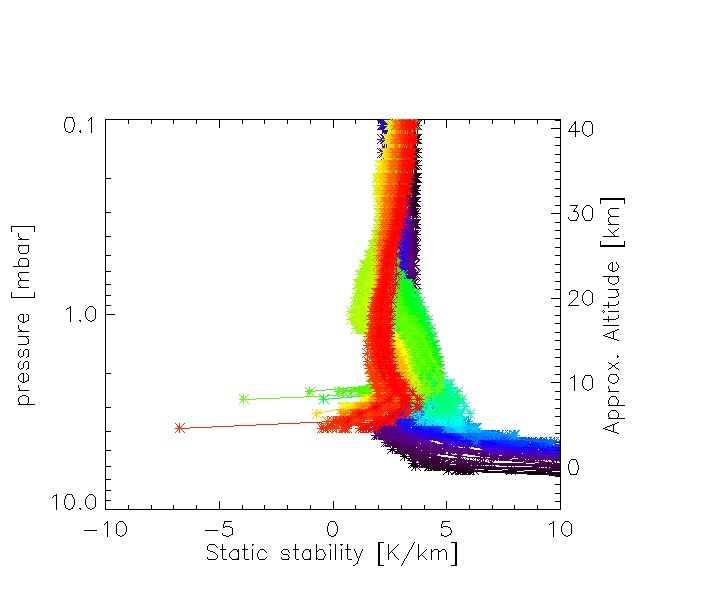 0.1
1.0
10.0
pressure [mbar]
40
30
20
10
0
Approx. Altitude [km]
−10 −5 0 5 10
Static stability [K/km]